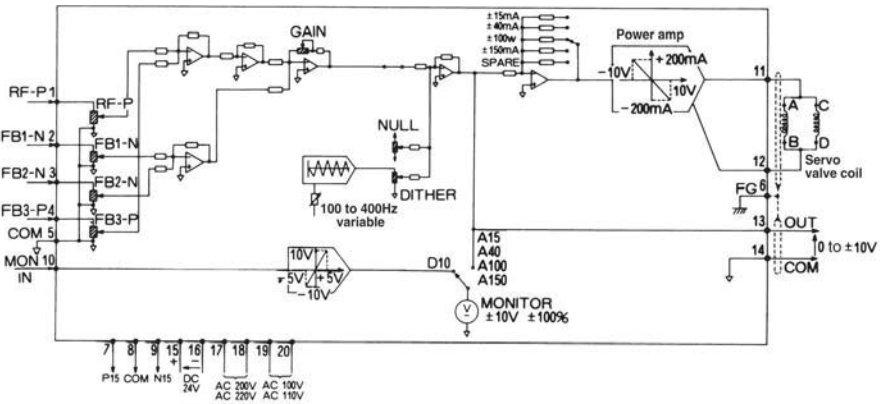 ±15mA
±40mA
±100w
±150mA
SPARE
GAIN
Power amp
+200mA
−10V
10V
−200mA
11
A C
B D
Servo
valve coil
12
RF-P 1
RF-P
FB1-N 2
FB1-N
FB2-N 3
FB2-N
FB3-P4
FB3-P
COM 5
MON 10
IN
NULL
DITHER
100 to 400Hz
variable
FG 6
13 OUT
0 to ±10V
14 COM
A15
A40
A100
A150
D10
10V
5V +5V
−10V
V
MONITOR
±10V ±100%
7 8 9 15 16 17 18 19 20
+ −
P15 COM N15 DC
24V
AC 200V
AC 220V
AC 100V
AC 110V